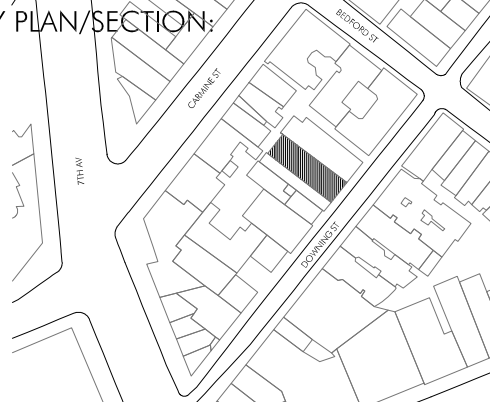 Y PLAN/SECTION:
BEDFORD ST
CARMINE ST
7TH AV
DOWNING ST